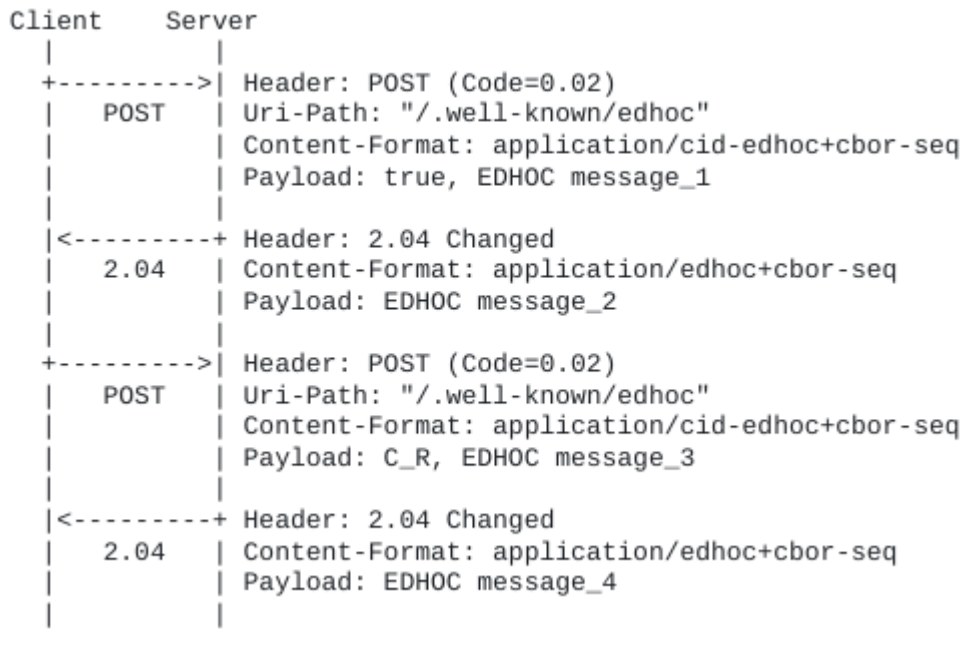 Client    Server
  |          |
  +--------->| Header: POST (Code=0.02)
  |   POST   | Uri-Path: "/.well-known/edhoc"
  |          | Content-Format: application/cid-edhoc+cbor-seq
  |          | Payload: true, EDHOC message_1
  |          |
  |<---------+ Header: 2.04 Changed
  |   2.04   | Content-Format: application/edhoc+cbor-seq
  |          | Payload: EDHOC message_2
  |          |
  +--------->| Header: POST (Code=0.02)
  |   POST   | Uri-Path: "/.well-known/edhoc"
  |          | Content-Format: application/cid-edhoc+cbor-seq
  |          | Payload: C_R, EDHOC message_3
  |          |
  |<---------+ Header: 2.04 Changed
  |   2.04   | Content-Format: application/edhoc+cbor-seq
  |          | Payload: EDHOC message_4
  |          |